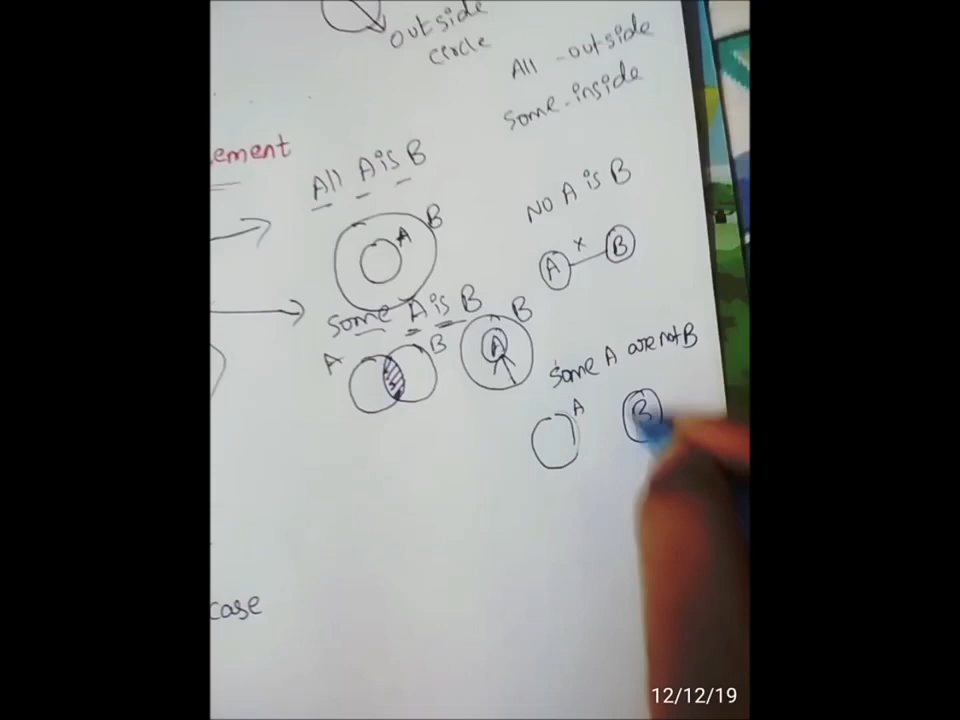 outside
circle
All - outside
Some - inside
ement
All A is B
A
B
NO A is B
A x B
Some A is B
A
B
B
A
Some A are not B
A
B
case
12/12/19